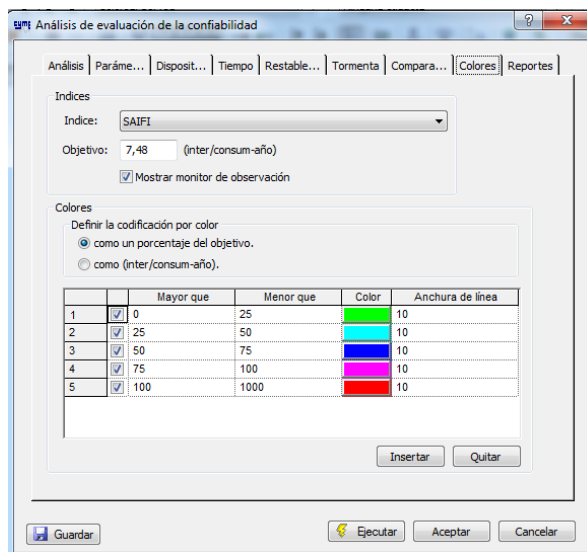 Análisis de evaluación de la confiabilidad
Análisis Paráme... Disposit... Tiempo Restable... Tormenta Compara... Colores Reportes
Indices
Indice: SAIFI
Objetivo: 7,48 (inter/consum-año)
Mostrar monitor de observación
Colores
Definir la codificación por color
como un porcentaje del objetivo.
como (inter/consum-año).
Mayor que Menor que Color Anchura de línea
1 0 25 10
2 25 50 10
3 50 75 10
4 75 100 10
5 100 1000 10
Insertar Quitar
Guardar Ejecutar Aceptar Cancelar